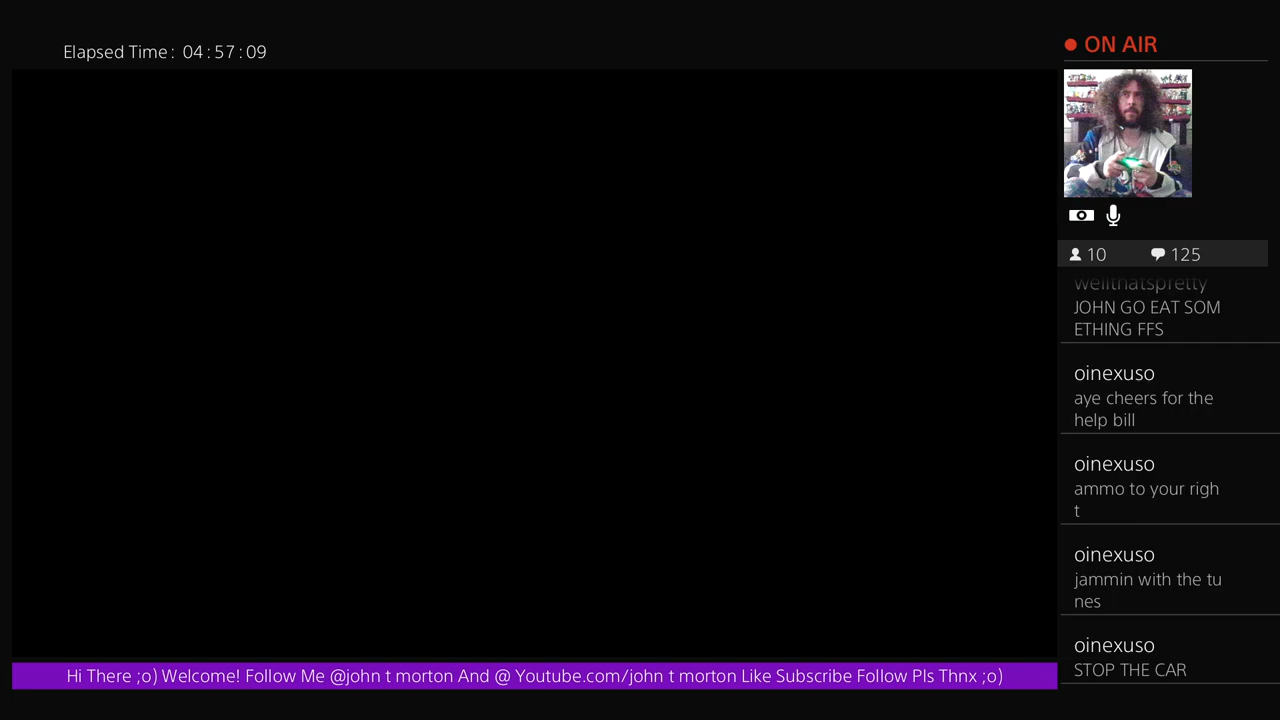 Elapsed Time: 04:57:09
ON AIR
10
125
wellthatspretty
JOHN GO EAT SOM
ETHING FFS
oinexuso
aye cheers for the
help bill
oinexuso
ammo to your righ
t
oinexuso
jammin with the tu
nes
oinexuso
STOP THE CAR
Hi There ;o) Welcome! Follow Me @john t morton And @ Youtube.com/john t morton Like Subscribe Follow Pls Thnx ;o)